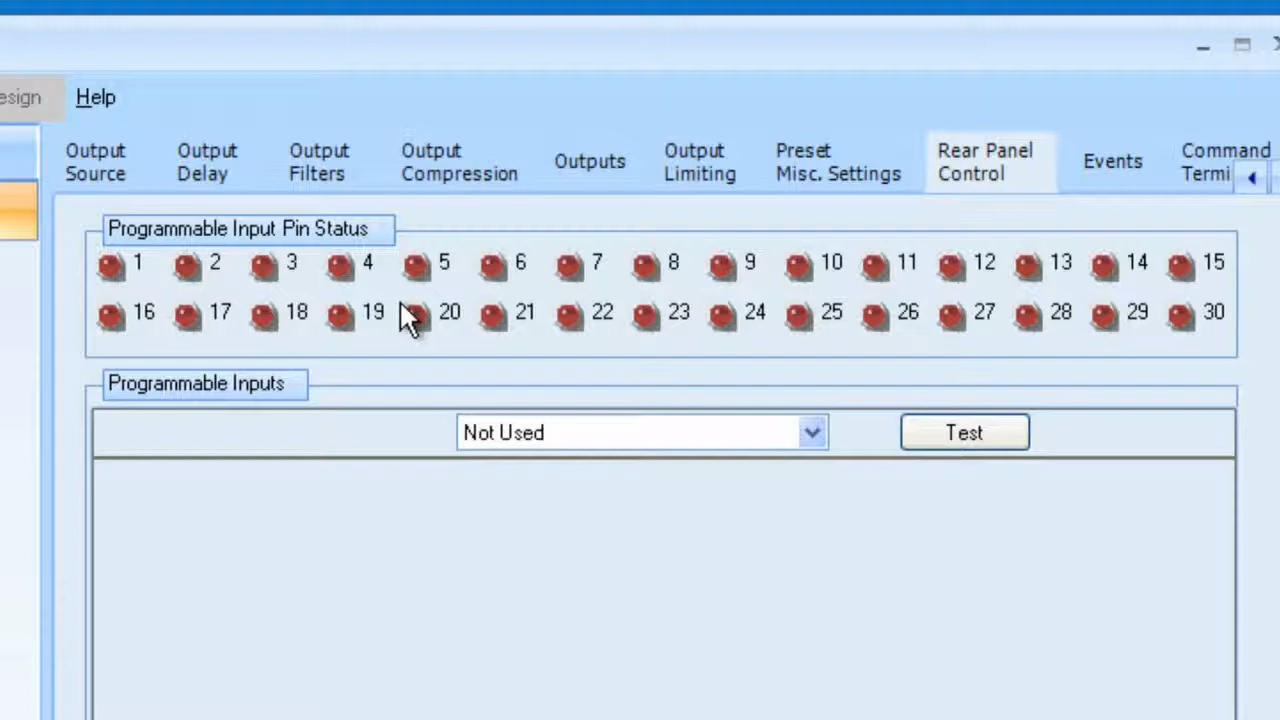 esign Help
Output Source
Output Delay
Output Filters
Output Compression
Outputs
Output Limiting
Preset Misc. Settings
Rear Panel Control
Events
Command Termi
Programmable Input Pin Status
1 2 3 4 5 6 7 8 9 10 11 12 13 14 15
16 17 18 19 20 21 22 23 24 25 26 27 28 29 30
Programmable Inputs
Not Used Test